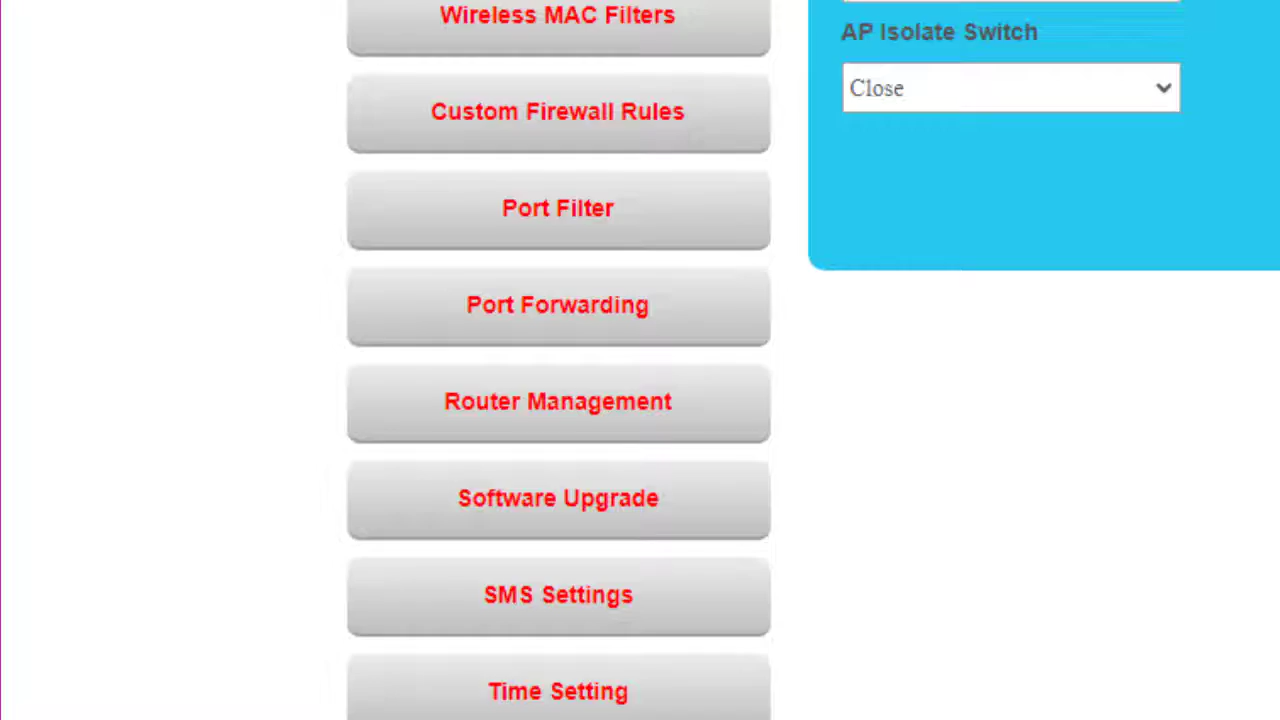 Wireless MAC Filters
Custom Firewall Rules
Port Filter
Port Forwarding
Router Management
Software Upgrade
SMS Settings
Time Setting
AP Isolate Switch
Close